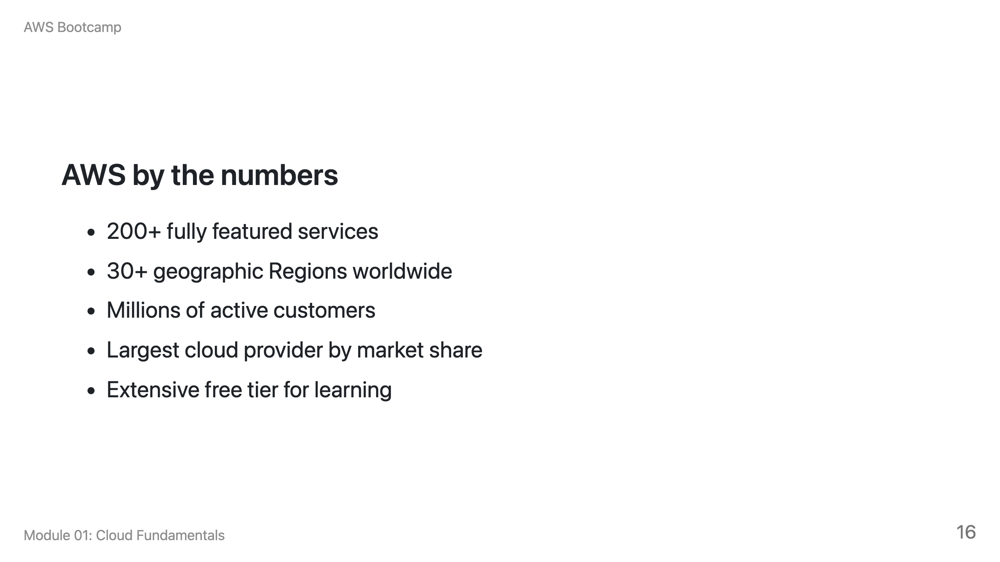 AWS Bootcamp
AWS by the numbers
• 200+ fully featured services
• 30+ geographic Regions worldwide
• Millions of active customers
• Largest cloud provider by market share
• Extensive free tier for learning
Module 01: Cloud Fundamentals
16